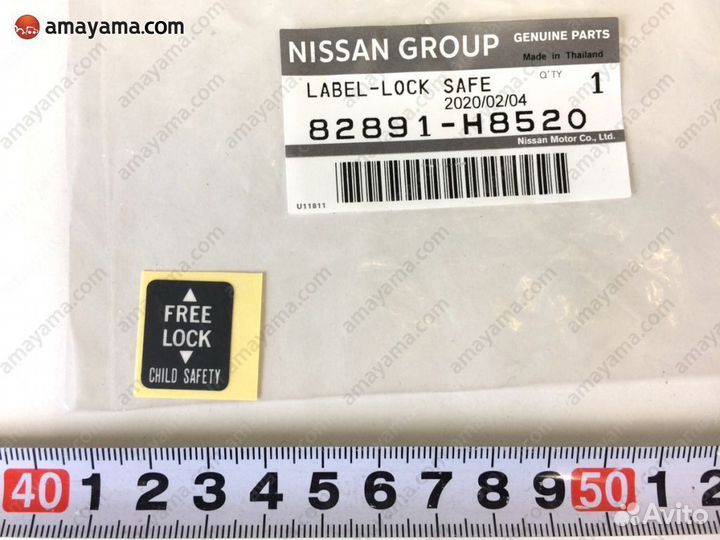 amayama.com
NISSAN GROUP
GENUINE PARTS
Made in Thailand
LABEL-LOCK SAFE
Q'TY
1
2020/02/04
82891-H8520
Nissan Motor Co., Ltd.
U11811
FREE
LOCK
CHILD SAFETY
40 1 2 3 4 5 6 7 8 9 50 1 2
Avito